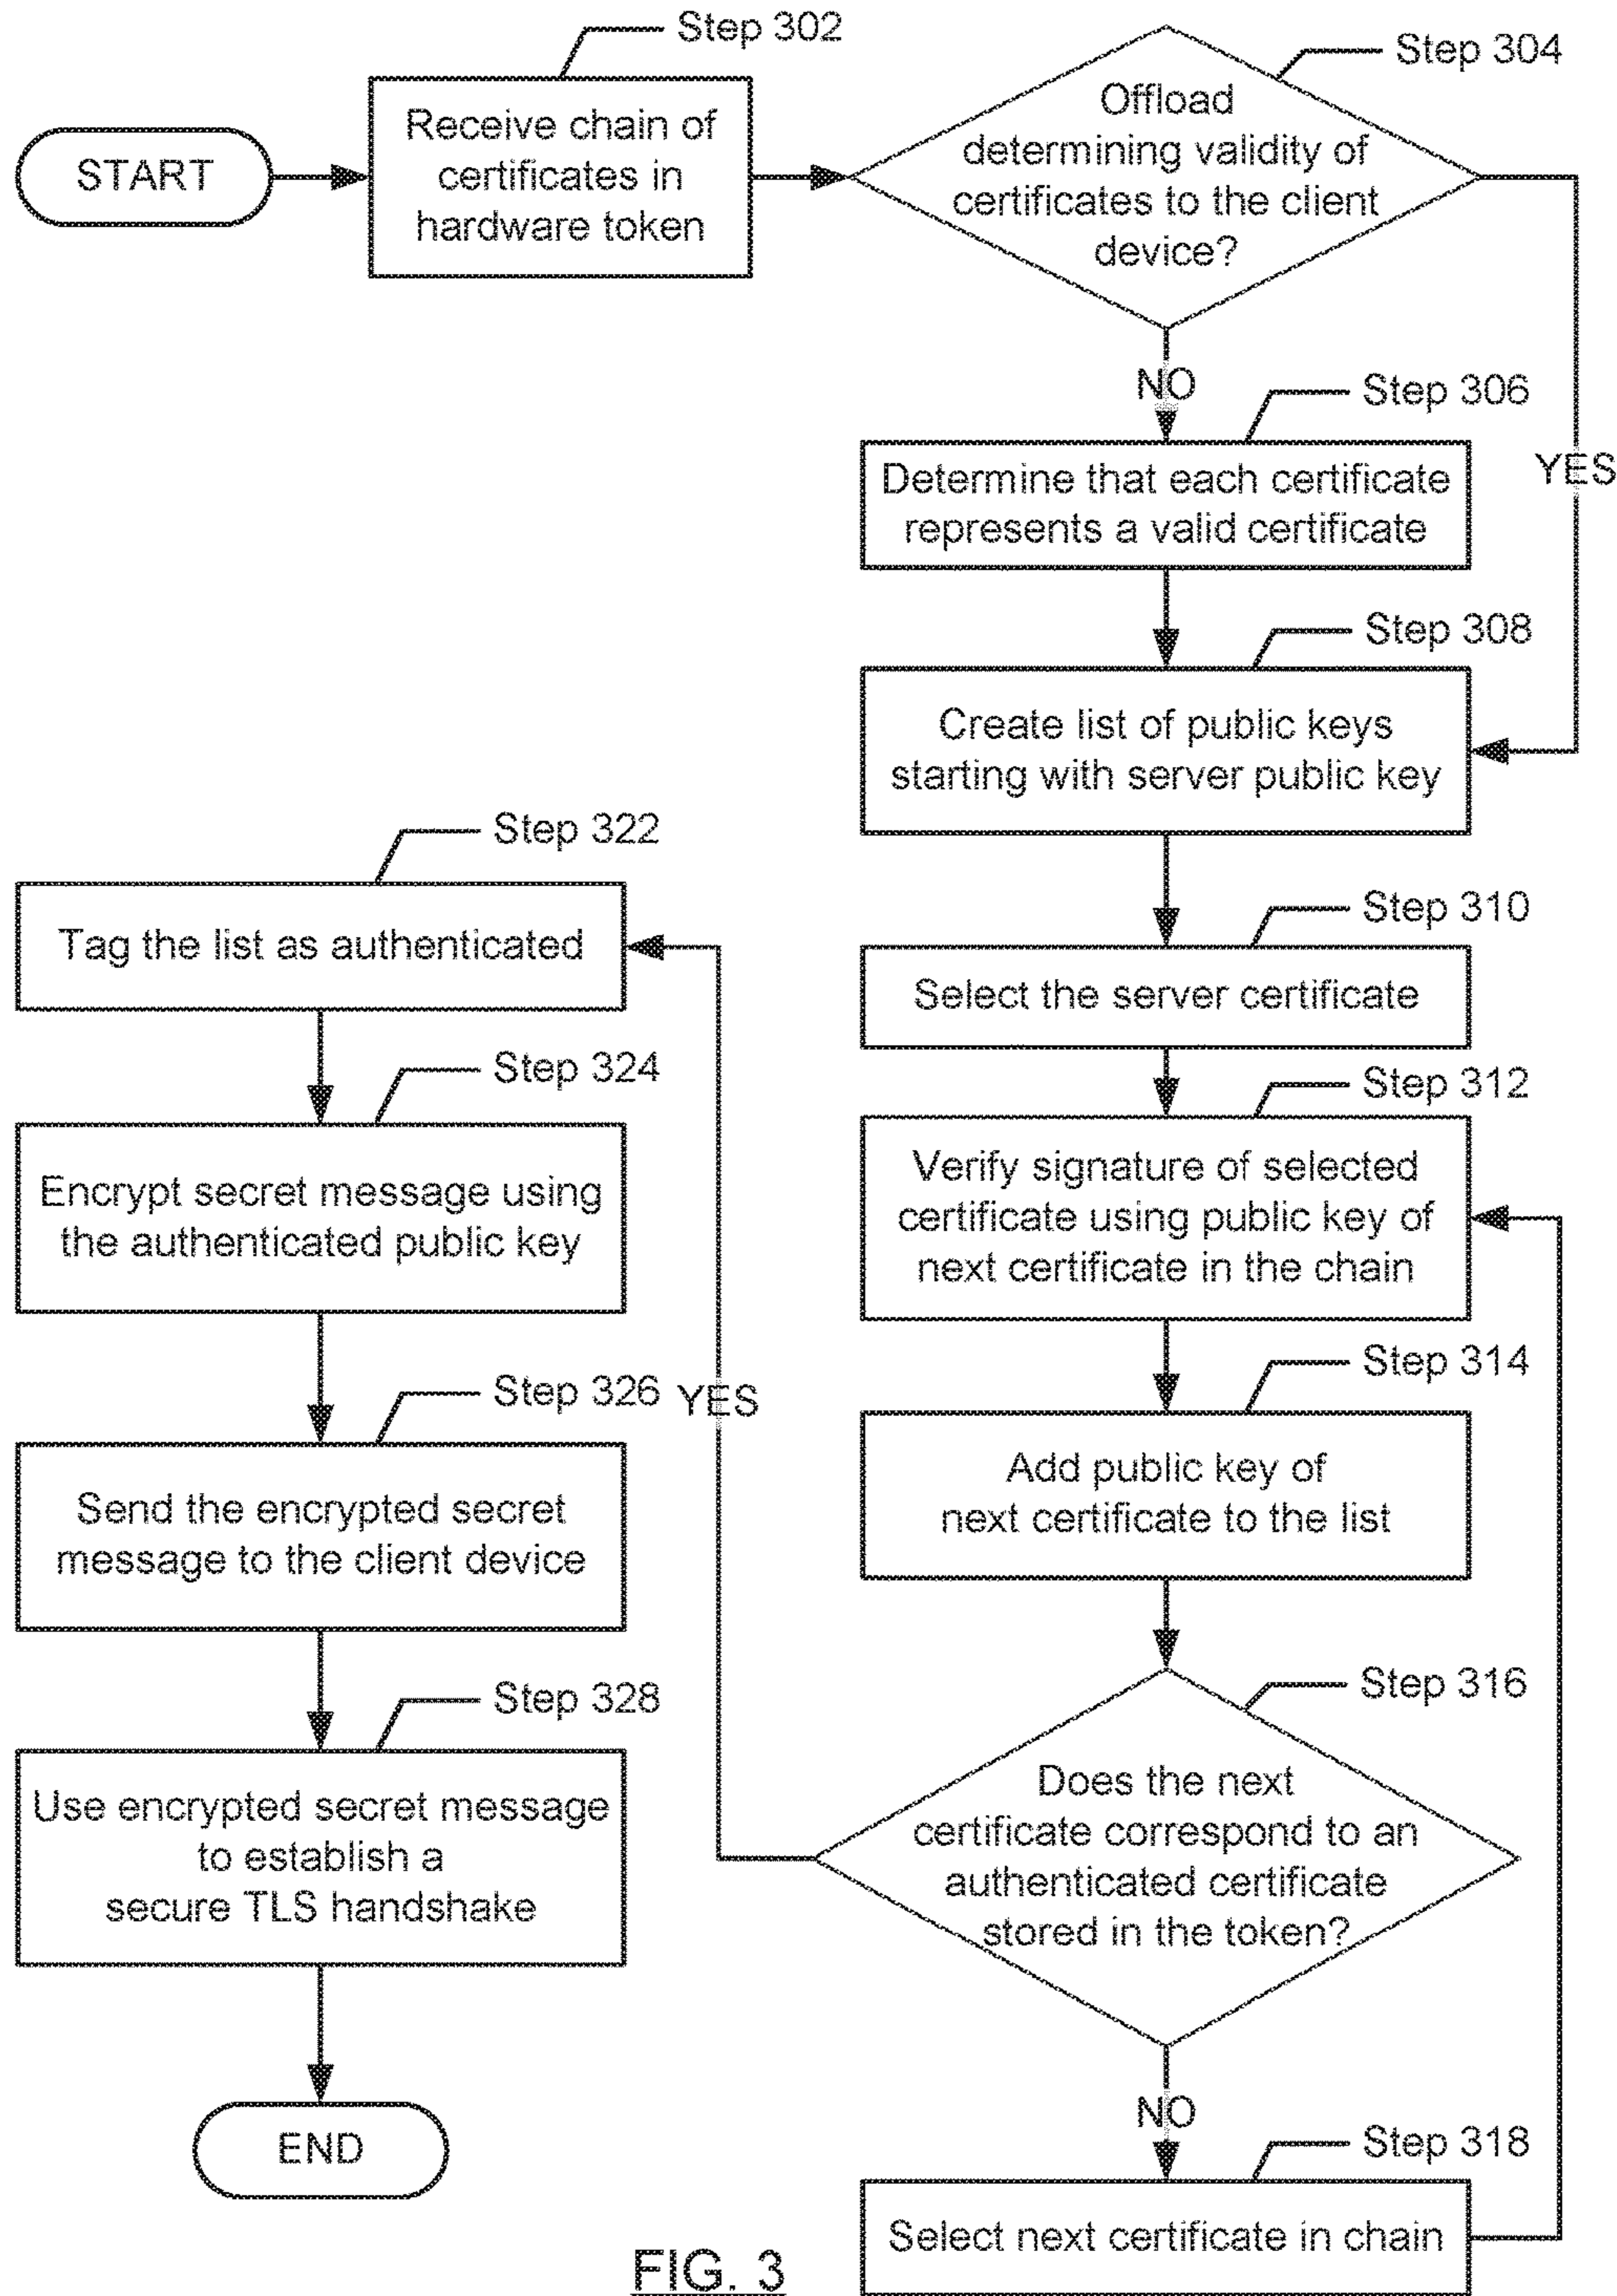 Step 302
START
Receive chain of
certificates in
hardware token
Step 304
Offload
determining validity of
certificates to the client
device?
NO
YES
Step 306
Determine that each certificate
represents a valid certificate
Step 308
Create list of public keys
starting with server public key
Step 310
Select the server certificate
Step 312
Verify signature of selected
certificate using public key of
next certificate in the chain
Step 314
Add public key of
next certificate to the list
Step 316
Does the next
certificate correspond to an
authenticated certificate
stored in the token?
NO
YES
Step 318
Select next certificate in chain
Step 322
Tag the list as authenticated
Step 324
Encrypt secret message using
the authenticated public key
Step 326
Send the encrypted secret
message to the client device
Step 328
Use encrypted secret message
to establish a
secure TLS handshake
END
FIG. 3